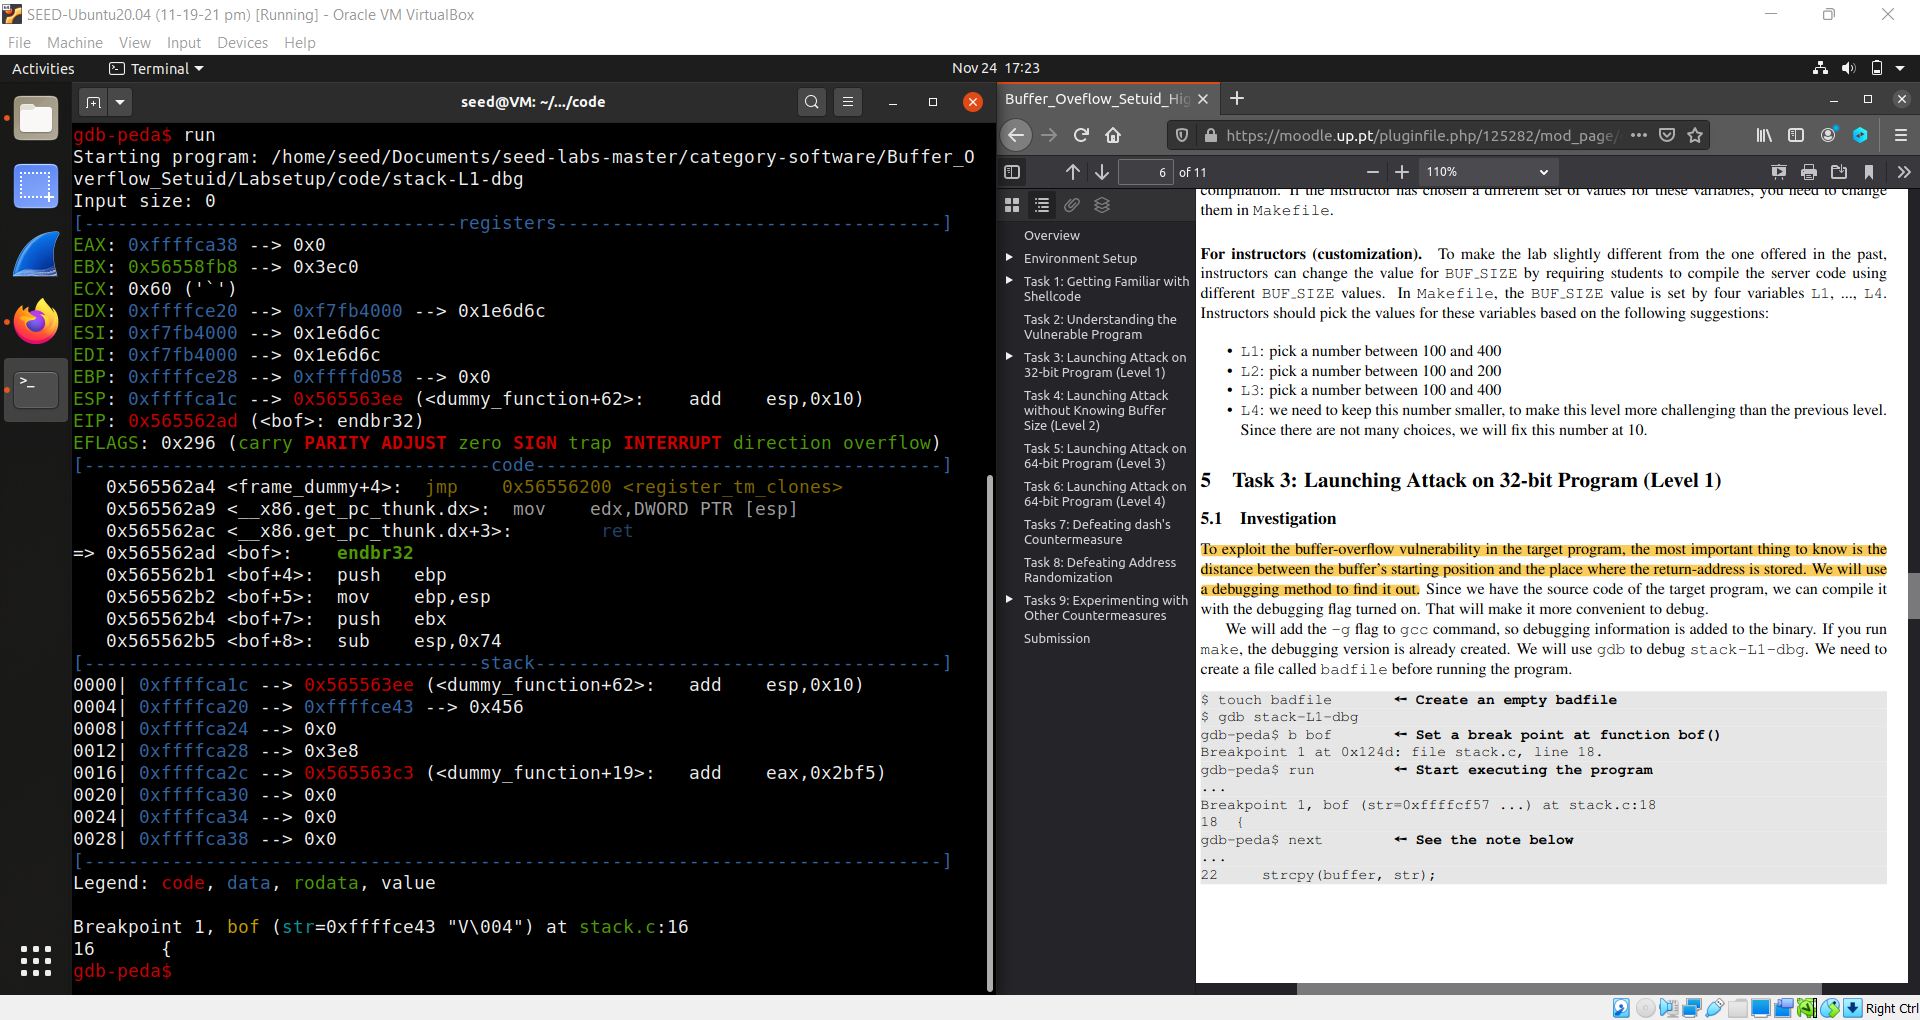 SEED-Ubuntu20.04 (11-19-21 pm) [Running] - Oracle VM VirtualBox
File Machine View Input Devices Help
Activities Terminal Nov 24 17:23
seed@VM: ~/.../code
gdb-peda$ run
Starting program: /home/seed/Documents/seed-labs-master/category-software/Buffer_O
verflow_Setuid/Labsetup/code/stack-L1-dbg
Input size: 0
[----------------------------------registers-----------------------------------]
EAX: 0xffffca38 --> 0x0
EBX: 0x56558fb8 --> 0x3ec0
ECX: 0x60 ('`')
EDX: 0xffffce20 --> 0xf7fb4000 --> 0x1e6d6c
ESI: 0xf7fb4000 --> 0x1e6d6c
EDI: 0xf7fb4000 --> 0x1e6d6c
EBP: 0xffffce28 --> 0xffffd058 --> 0x0
ESP: 0xffffca1c --> 0x565563ee (<dummy_function+62>: add esp,0x10)
EIP: 0x565562ad (<bof>: endbr32)
EFLAGS: 0x296 (carry PARITY ADJUST zero SIGN trap INTERRUPT direction overflow)
[-------------------------------------code-------------------------------------]
0x565562a4 <frame_dummy+4>: jmp 0x56556200 <register_tm_clones>
0x565562a9 <__x86.get_pc_thunk.dx>: mov edx,DWORD PTR [esp]
0x565562ac <__x86.get_pc_thunk.dx+3>: ret
=> 0x565562ad <bof>: endbr32
0x565562b1 <bof+4>: push ebp
0x565562b2 <bof+5>: mov ebp,esp
0x565562b4 <bof+7>: push ebx
0x565562b5 <bof+8>: sub esp,0x74
[------------------------------------stack-------------------------------------]
0000| 0xffffca1c --> 0x565563ee (<dummy_function+62>: add esp,0x10)
0004| 0xffffca20 --> 0xffffce43 --> 0x456
0008| 0xffffca24 --> 0x0
0012| 0xffffca28 --> 0x3e8
0016| 0xffffca2c --> 0x565563c3 (<dummy_function+19>: add eax,0x2bf5)
0020| 0xffffca30 --> 0x0
0024| 0xffffca34 --> 0x0
0028| 0xffffca38 --> 0x0
[------------------------------------------------------------------------------]
Legend: code, data, rodata, value

Breakpoint 1, bof (str=0xffffce43 "V\004") at stack.c:16
16 {
gdb-peda$
Buffer_Oveflow_Setuid_Hig
https://moodle.up.pt/pluginfile.php/125282/mod_page/
6 of 11 110%
Overview
Environment Setup
Task 1: Getting Familiar with
Shellcode
Task 2: Understanding the
Vulnerable Program
Task 3: Launching Attack on
32-bit Program (Level 1)
Task 4: Launching Attack
without Knowing Buffer
Size (Level 2)
Task 5: Launching Attack on
64-bit Program (Level 3)
Task 6: Launching Attack on
64-bit Program (Level 4)
Tasks 7: Defeating dash's
Countermeasure
Task 8: Defeating Address
Randomization
Tasks 9: Experimenting with
Other Countermeasures
Submission
compilation. If the instructor has chosen a different set of values for these variables, you need to change
them in Makefile.
For instructors (customization). To make the lab slightly different from the one offered in the past,
instructors can change the value for BUF_SIZE by requiring students to compile the server code using
different BUF_SIZE values. In Makefile, the BUF_SIZE value is set by four variables L1, ..., L4.
Instructors should pick the values for these variables based on the following suggestions:
• L1: pick a number between 100 and 400
• L2: pick a number between 100 and 200
• L3: pick a number between 100 and 400
• L4: we need to keep this number smaller, to make this level more challenging than the previous level.
Since there are not many choices, we will fix this number at 10.
5 Task 3: Launching Attack on 32-bit Program (Level 1)
5.1 Investigation
To exploit the buffer-overflow vulnerability in the target program, the most important thing to know is the
distance between the buffer's starting position and the place where the return-address is stored. We will use
a debugging method to find it out. Since we have the source code of the target program, we can compile it
with the debugging flag turned on. That will make it more convenient to debug.
We will add the -g flag to gcc command, so debugging information is added to the binary. If you run
make, the debugging version is already created. We will use gdb to debug stack-L1-dbg. We need to
create a file called badfile before running the program.
$ touch badfile ← Create an empty badfile
$ gdb stack-L1-dbg
gdb-peda$ b bof ← Set a break point at function bof()
Breakpoint 1 at 0x124d: file stack.c, line 18.
gdb-peda$ run ← Start executing the program
...
Breakpoint 1, bof (str=0xffffcf57 ...) at stack.c:18
18 {
gdb-peda$ next ← See the note below
...
22 strcpy(buffer, str);
Right Ctrl